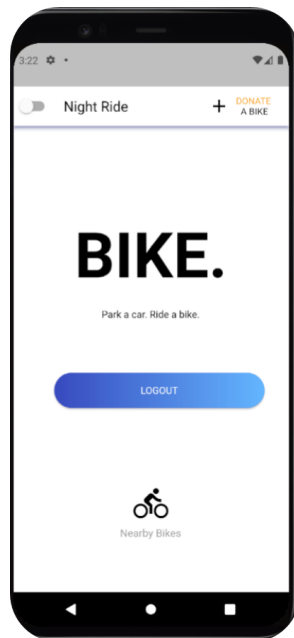 3:22
Night Ride
+ DONATE
A BIKE
BIKE.
Park a car. Ride a bike.
LOGOUT
Nearby Bikes